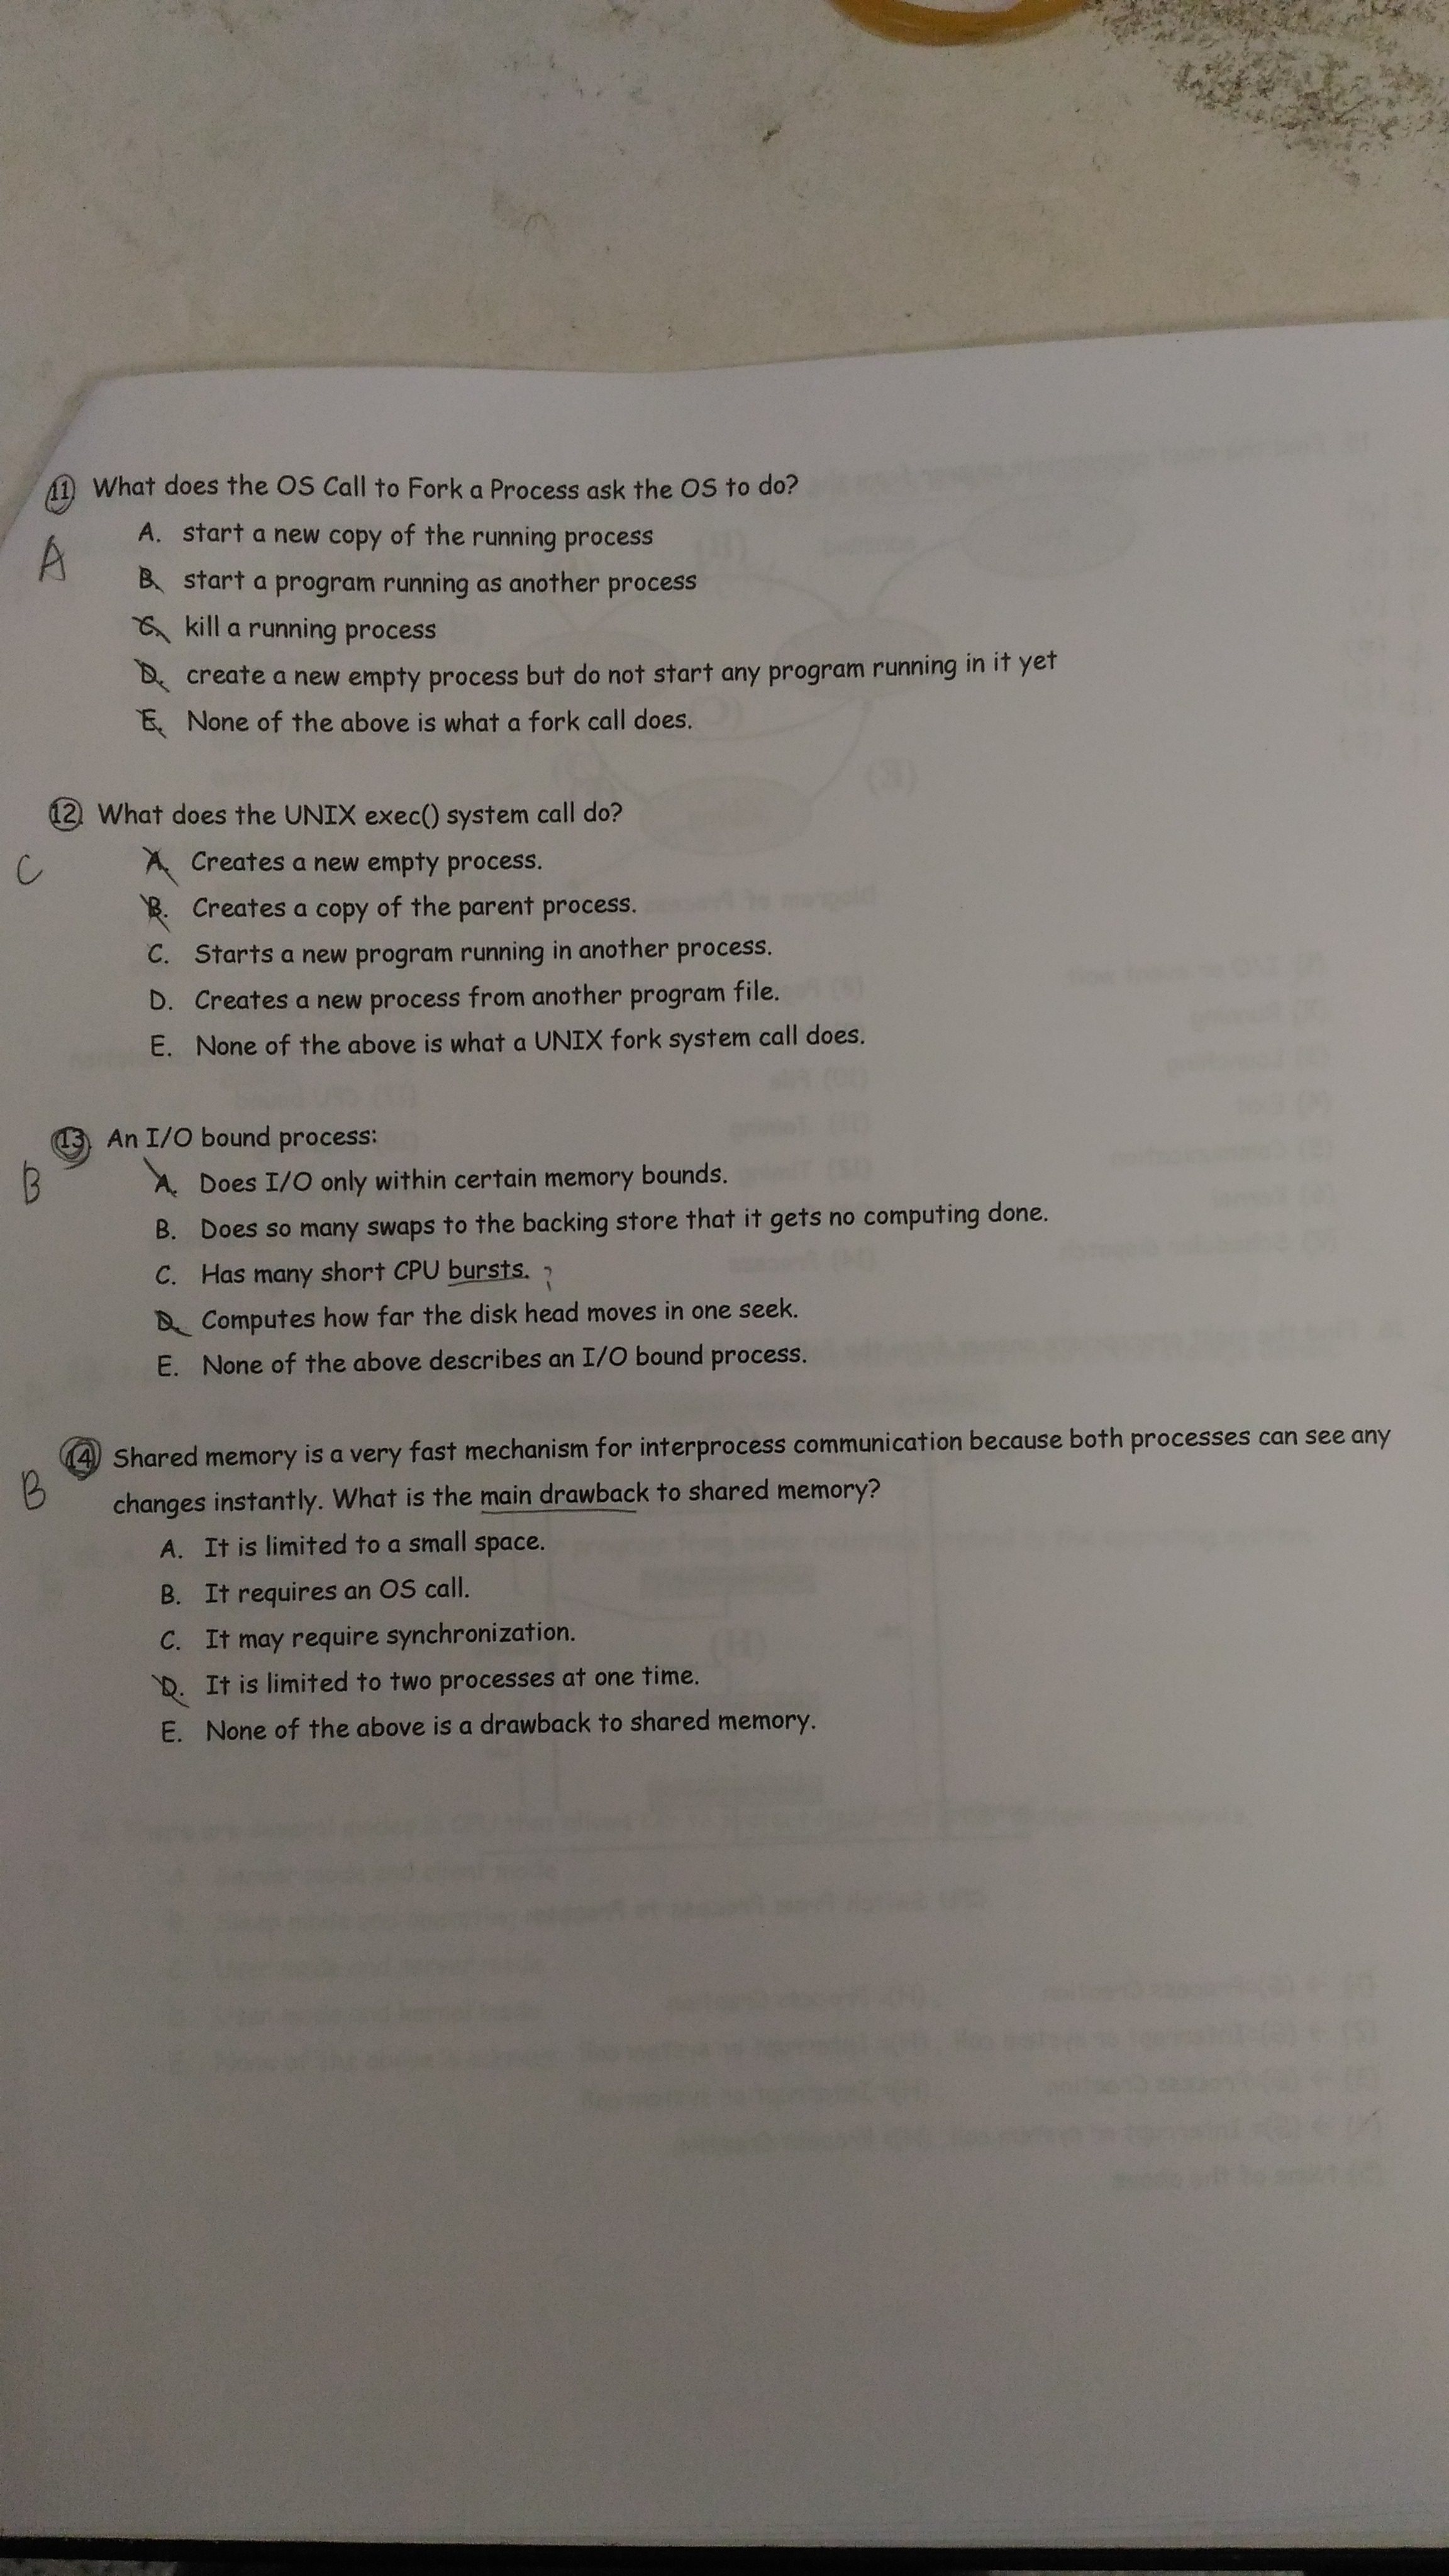 11 What does the OS Call to Fork a Process ask the OS to do?
A
A. start a new copy of the running process
B. start a program running as another process
C. kill a running process
D. create a new empty process but do not start any program running in it yet
E. None of the above is what a fork call does.
12. What does the UNIX exec() system call do?
C
A. Creates a new empty process.
B. Creates a copy of the parent process.
C. Starts a new program running in another process.
D. Creates a new process from another program file.
E. None of the above is what a UNIX fork system call does.
13. An I/O bound process:
B
A. Does I/O only within certain memory bounds.
B. Does so many swaps to the backing store that it gets no computing done.
C. Has many short CPU bursts. ?
D. Computes how far the disk head moves in one seek.
E. None of the above describes an I/O bound process.
14 Shared memory is a very fast mechanism for interprocess communication because both processes can see any
changes instantly. What is the main drawback to shared memory?
B
A. It is limited to a small space.
B. It requires an OS call.
C. It may require synchronization.
D. It is limited to two processes at one time.
E. None of the above is a drawback to shared memory.